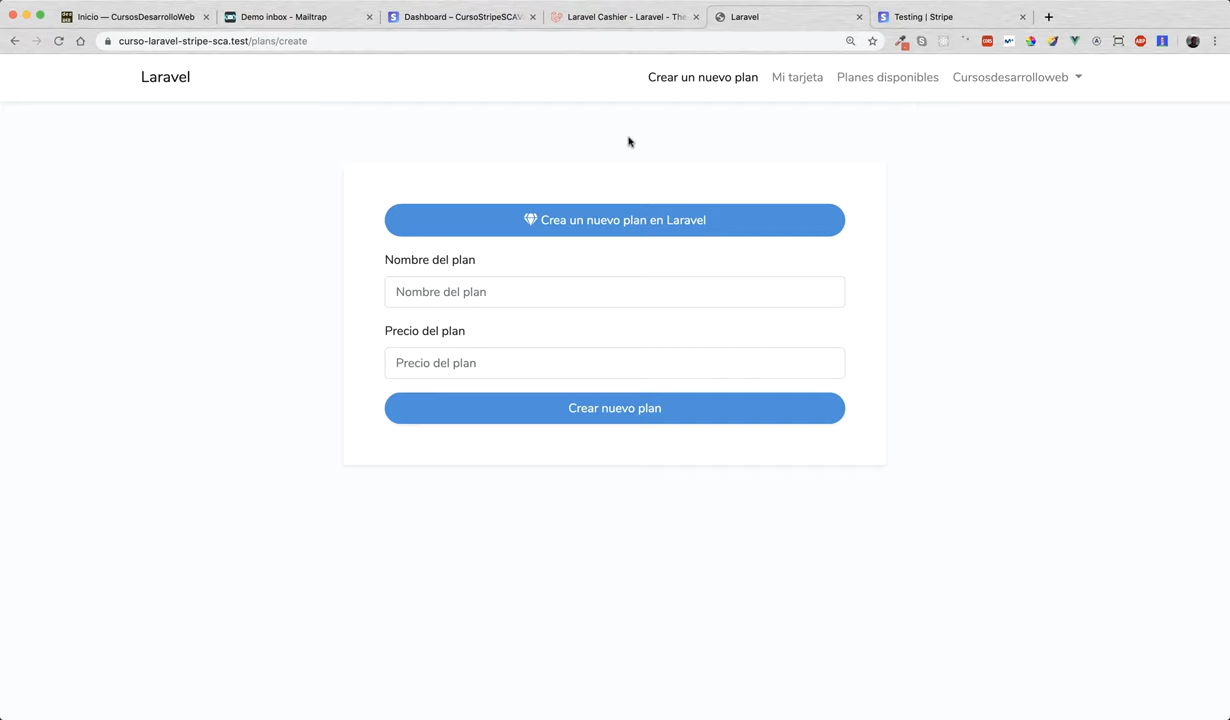 Inicio — CursosDesarrolloWeb
Demo inbox - Mailtrap
Dashboard – CursoStripeSCAV
Laravel Cashier - Laravel - The
Laravel
Testing | Stripe
curso-laravel-stripe-sca.test/plans/create
Laravel
Crear un nuevo plan
Mi tarjeta
Planes disponibles
Cursosdesarrolloweb
Crea un nuevo plan en Laravel
Nombre del plan
Nombre del plan
Precio del plan
Precio del plan
Crear nuevo plan